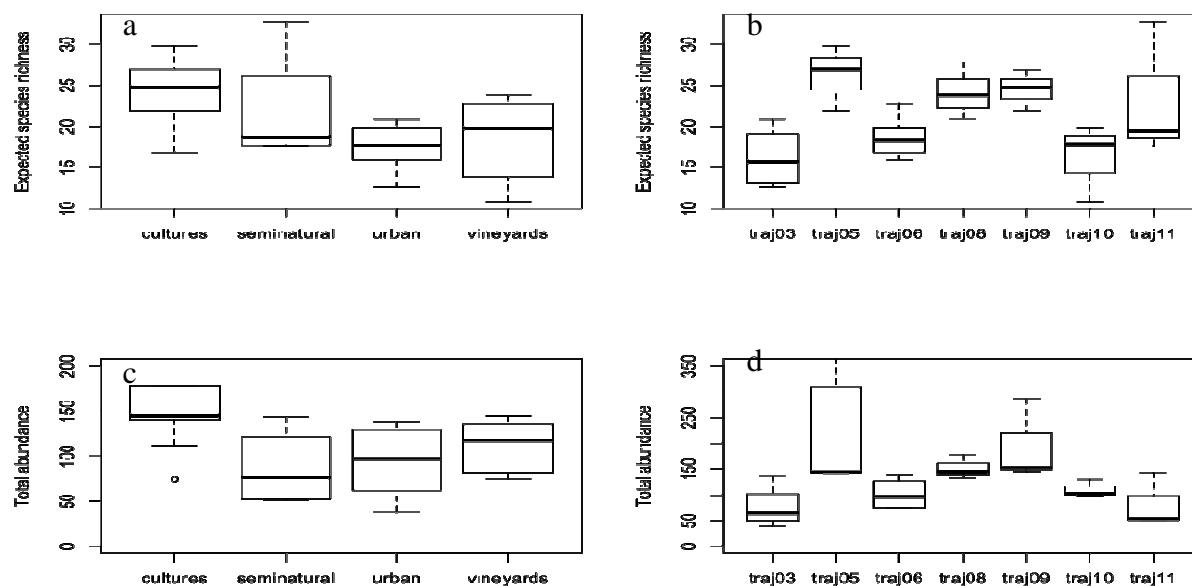 a
Expected species richness
30
25
20
15
10
cultures seminatural urban vineyards
b
Expected species richness
30
25
20
15
10
traj03 traj05 traj06 traj08 traj09 traj10 traj11
c
Total abundance
200
150
100
50
0
cultures seminatural urban vineyards
d
Total abundance
350
250
150
50
0
traj03 traj05 traj06 traj08 traj09 traj10 traj11